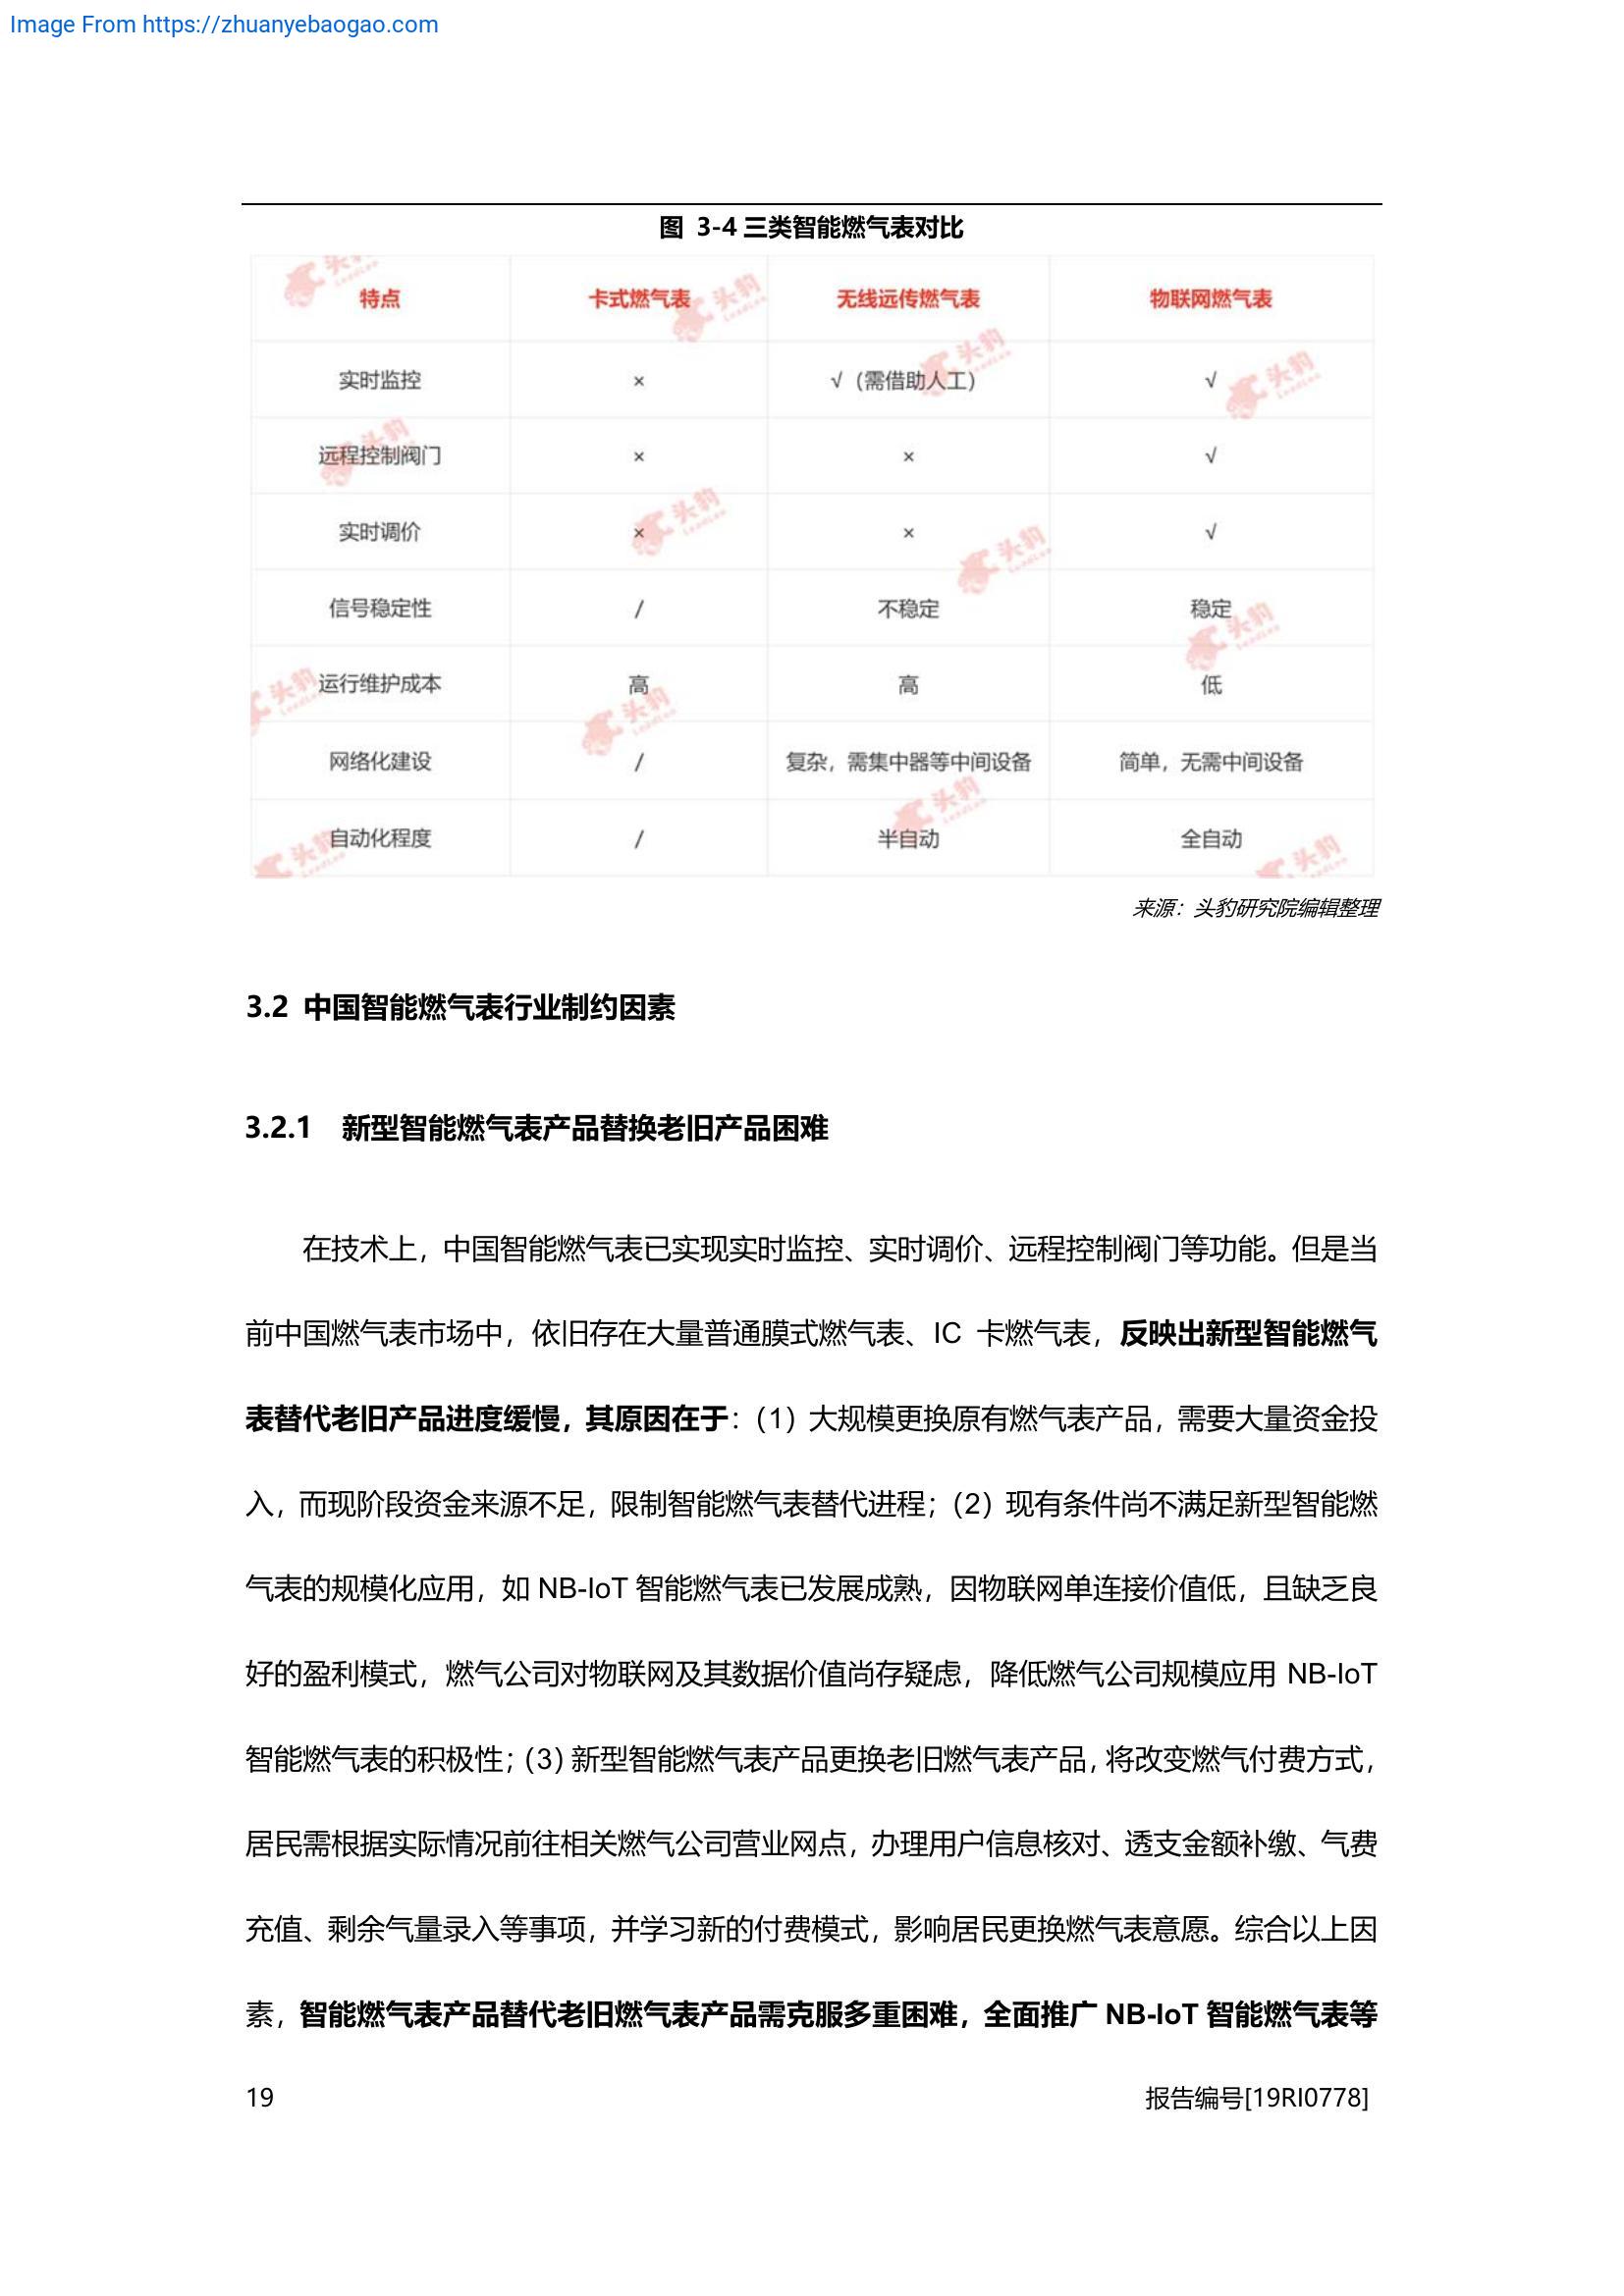 Image From https://zhuanyebaogao.com
图 3-4 三类智能燃气表对比
特点 卡式燃气表 无线远传燃气表 物联网燃气表
实时监控 × √（需借助人工） √
远程控制阀门 × × √
实时调价 × × √
信号稳定性 / 不稳定 稳定
运行维护成本 高 高 低
网络化建设 / 复杂，需集中器等中间设备 简单，无需中间设备
自动化程度 / 半自动 全自动
来源：头豹研究院编辑整理
3.2 中国智能燃气表行业制约因素
3.2.1 新型智能燃气表产品替换老旧产品困难
在技术上，中国智能燃气表已实现实时监控、实时调价、远程控制阀门等功能。但是当
前中国燃气表市场中，依旧存在大量普通膜式燃气表、IC 卡燃气表，反映出新型智能燃气
表替代老旧产品进度缓慢，其原因在于：（1）大规模更换原有燃气表产品，需要大量资金投
入，而现阶段资金来源不足，限制智能燃气表替代进程；（2）现有条件尚不满足新型智能燃
气表的规模化应用，如 NB-IoT 智能燃气表已发展成熟，因物联网单连接价值低，且缺乏良
好的盈利模式，燃气公司对物联网及其数据价值尚存疑虑，降低燃气公司规模应用 NB-IoT
智能燃气表的积极性；（3）新型智能燃气表产品更换老旧燃气表产品，将改变燃气付费方式，
居民需根据实际情况前往相关燃气公司营业网点，办理用户信息核对、透支金额补缴、气费
充值、剩余气量录入等事项，并学习新的付费模式，影响居民更换燃气表意愿。综合以上因
素，智能燃气表产品替代老旧燃气表产品需克服多重困难，全面推广 NB-IoT 智能燃气表等
19 报告编号[19RI0778]